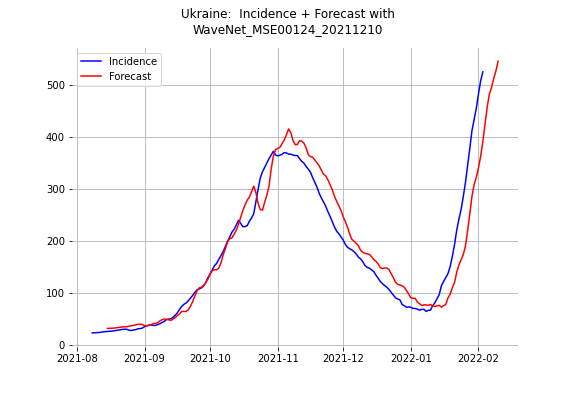 Ukraine:  Incidence + Forecast with
WaveNet_MSE00124_20211210
Incidence
Forecast
500
400
300
200
100
0
2021-08 2021-09 2021-10 2021-11 2021-12 2022-01 2022-02